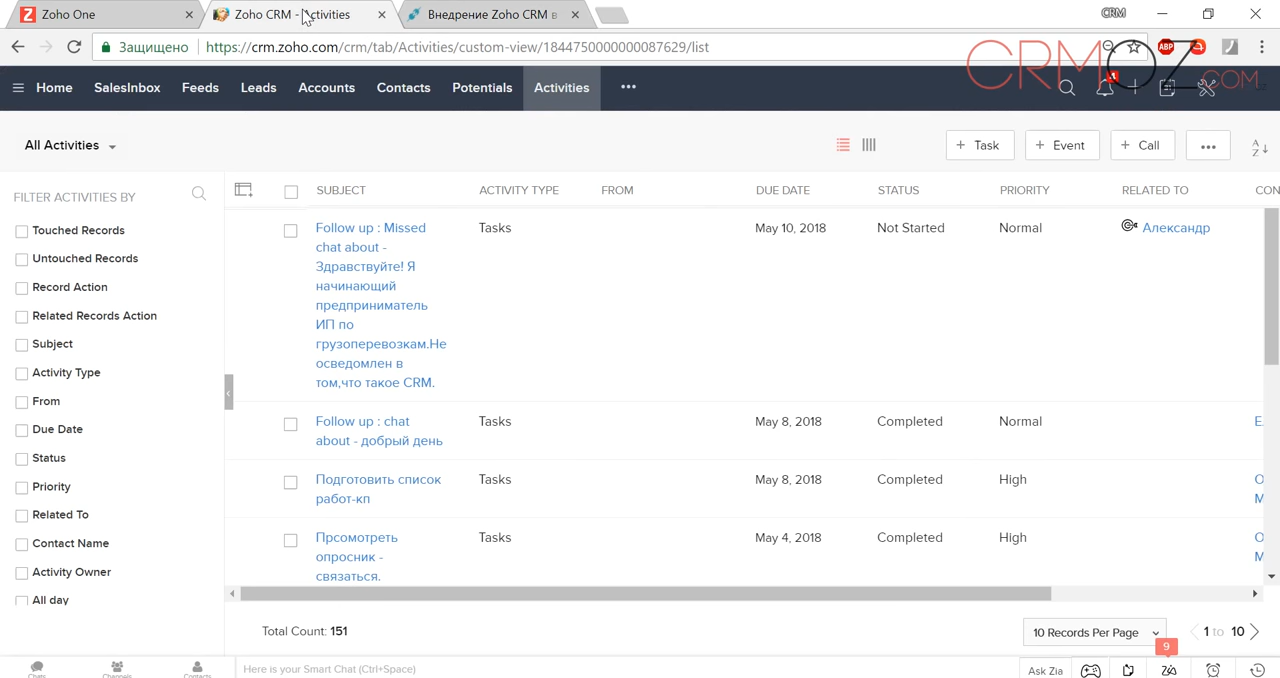 Zoho One
Zoho CRM - Activities
Внедрение Zoho CRM в
CRM
Защищено
https://crm.zoho.com/crm/tab/Activities/custom-view/1844750000000087629/list
ABP
CRMOZ.COM
Home SalesInbox Feeds Leads Accounts Contacts Potentials Activities •••
All Activities
+ Task
+ Event
+ Call
•••
FILTER ACTIVITIES BY
Touched Records
Untouched Records
Record Action
Related Records Action
Subject
Activity Type
From
Due Date
Status
Priority
Related To
Contact Name
Activity Owner
All day
SUBJECT ACTIVITY TYPE FROM DUE DATE STATUS PRIORITY RELATED TO CON
Follow up : Missed
chat about -
Здравствуйте! Я
начинающий
предприниматель
ИП по
грузоперевозкам.Не
осведомлен в
том,что такое CRM.
Tasks May 10, 2018 Not Started Normal Александр
Follow up : chat
about - добрый день
Tasks May 8, 2018 Completed Normal E.
Подготовить список
работ-кп
Tasks May 8, 2018 Completed High
Прсомотреть
опросник -
связаться.
Tasks May 4, 2018 Completed High
Total Count: 151
10 Records Per Page
1 to 10
9
Chats
Channels
Contacts
Here is your Smart Chat (Ctrl+Space)
Ask Zia